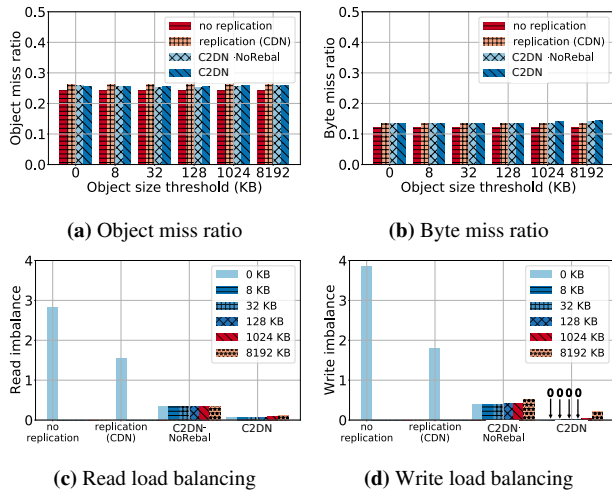 0.5
0.4
0.3
0.2
0.1
0.0
Object miss ratio
no replication
replication (CDN)
C2DN -NoRebal
C2DN
0 8 32 128 1024 8192
Object size threshold (KB)
(a) Object miss ratio
0.5
0.4
0.3
0.2
0.1
0.0
Byte miss ratio
no replication
replication (CDN)
C2DN -NoRebal
C2DN
0 8 32 128 1024 8192
Object size threshold (KB)
(b) Byte miss ratio
4
3
2
1
0
Read imbalance
0 KB
8 KB
32 KB
128 KB
1024 KB
8192 KB
no
replication
replication
(CDN)
C2DN-
NoRebal
C2DN
(c) Read load balancing
4
3
2
1
0
Write imbalance
0 KB
8 KB
32 KB
128 KB
1024 KB
8192 KB
0 0 0 0
no
replication
replication
(CDN)
C2DN-
NoRebal
C2DN
(d) Write load balancing